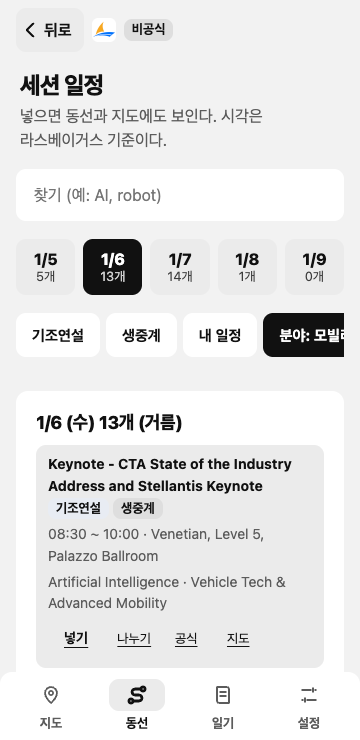 뒤로
비공식
세션 일정
넣으면 동선과 지도에도 보인다. 시각은
라스베이거스 기준이다.
찾기 (예: AI, robot)
1/5
5개
1/6
13개
1/7
14개
1/8
1개
1/9
0개
기조연설
생중계
내 일정
분야: 모빌
1/6 (수) 13개 (거름)
Keynote - CTA State of the Industry
Address and Stellantis Keynote
기조연설 생중계
08:30 ~ 10:00 · Venetian, Level 5,
Palazzo Ballroom
Artificial Intelligence · Vehicle Tech &
Advanced Mobility
넣기 나누기 공식 지도
지도
동선
일기
설정